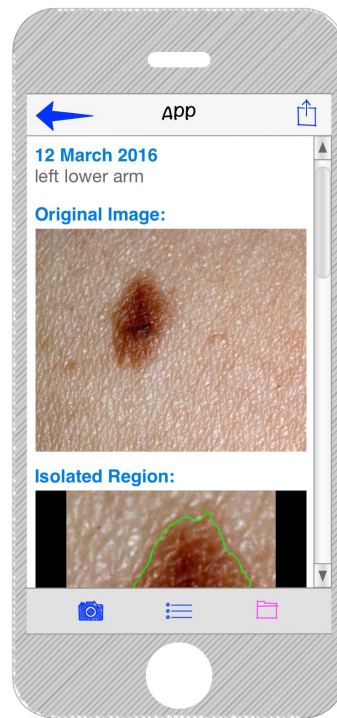 App
12 March 2016
left lower arm
Original Image:
Isolated Region: